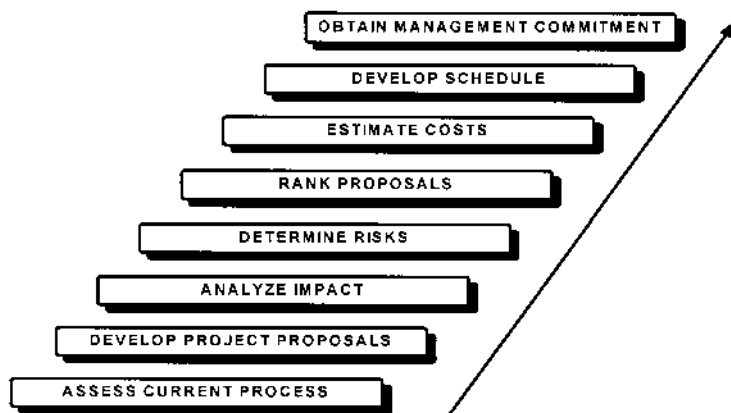 OBTAIN MANAGEMENT COMMITMENT
DEVELOP SCHEDULE
ESTIMATE COSTS
RANK PROPOSALS
DETERMINE RISKS
ANALYZE IMPACT
DEVELOP PROJECT PROPOSALS
ASSESS CURRENT PROCESS